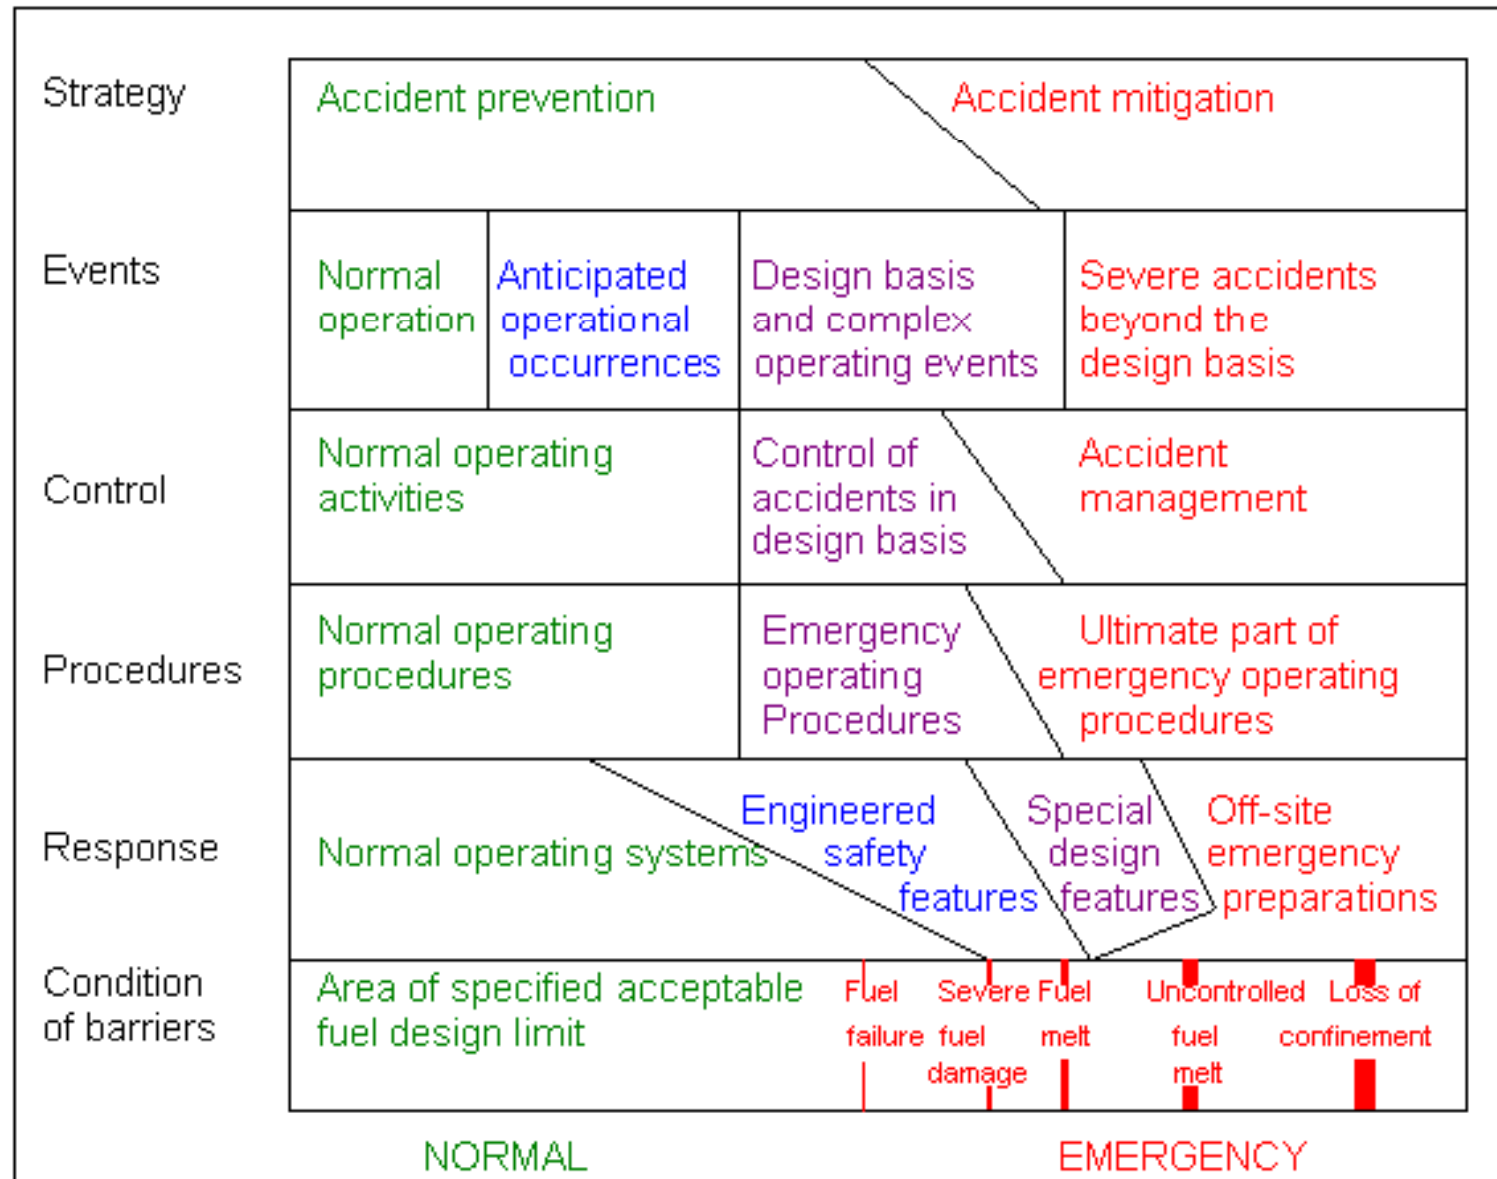 Strategy
Accident prevention
Accident mitigation
Events
Normal
operation
Anticipated
operational
occurrences
Design basis
and complex
operating events
Severe accidents
beyond the
design basis
Control
Normal operating
activities
Control of
accidents in
design basis
Accident
management
Procedures
Normal operating
procedures
Emergency
operating
Procedures
Ultimate part of
emergency operating
procedures
Response
Normal operating systems
Engineered
safety
features
Special
design
features
Off-site
emergency
preparations
Condition
of barriers
Area of specified acceptable
fuel design limit
Fuel
failure
Severe
fuel
damage
Fuel
melt
Uncontrolled
fuel
melt
Loss of
confinement
NORMAL
EMERGENCY